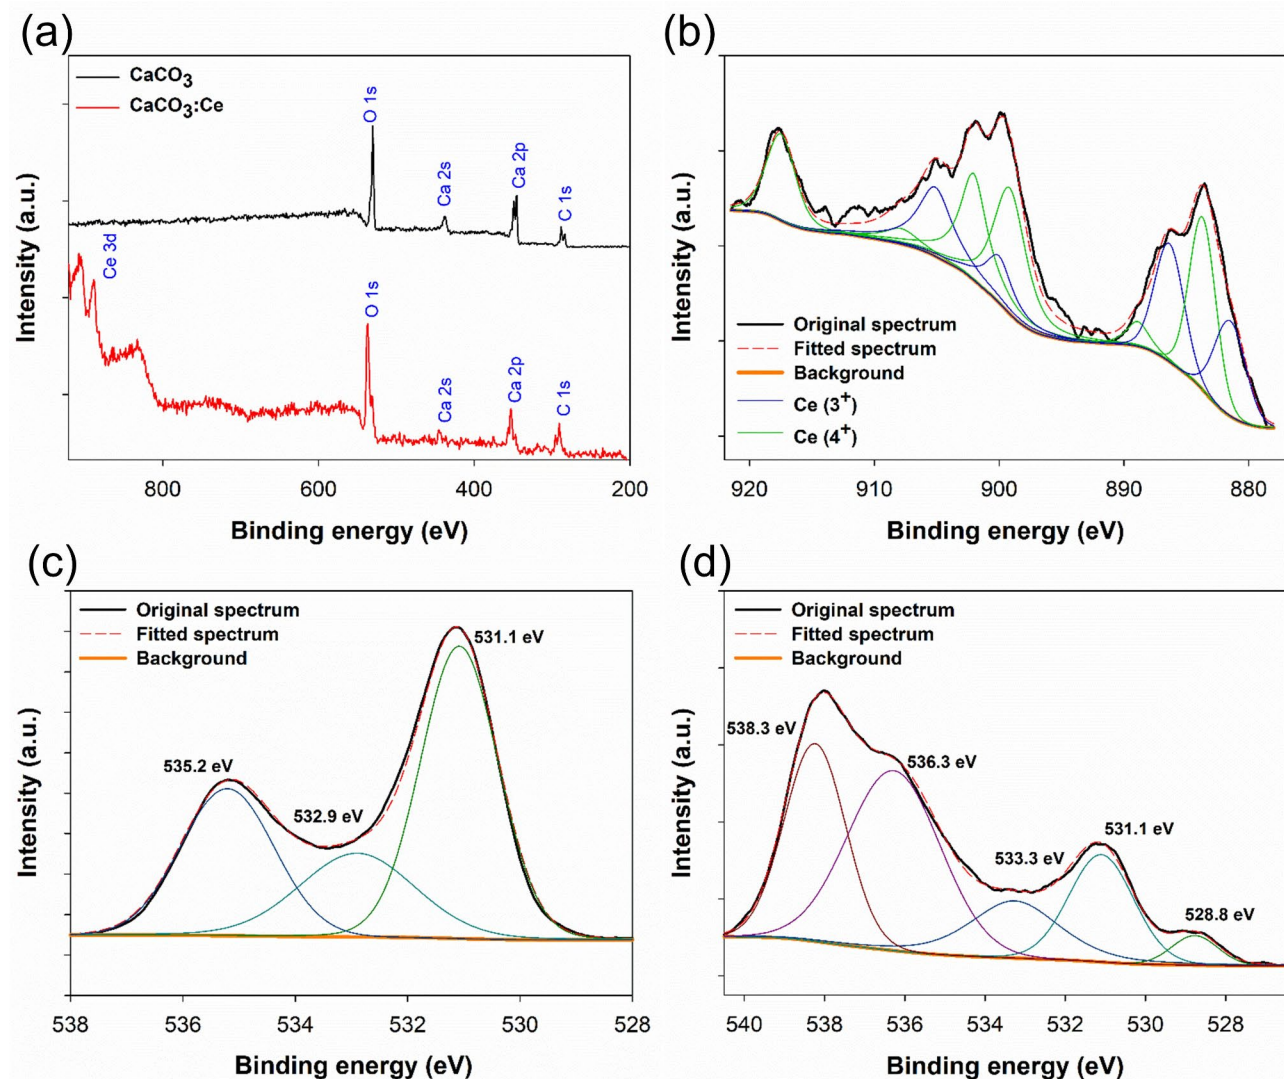 (a)
CaCO3
CaCO3:Ce
O 1s
Ca 2s
Ca 2p
C 1s
Ce 3d
O 1s
Ca 2s
Ca 2p
C 1s
Intensity (a.u.)
800 600 400 200
Binding energy (eV)
(b)
Original spectrum
Fitted spectrum
Background
Ce (3+)
Ce (4+)
Intensity (a.u.)
920 910 900 890 880
Binding energy (eV)
(c)
Original spectrum
Fitted spectrum
Background
531.1 eV
535.2 eV
532.9 eV
Intensity (a.u.)
538 536 534 532 530 528
Binding energy (eV)
(d)
Original spectrum
Fitted spectrum
Background
538.3 eV
536.3 eV
533.3 eV
531.1 eV
528.8 eV
Intensity (a.u.)
540 538 536 534 532 530 528
Binding energy (eV)